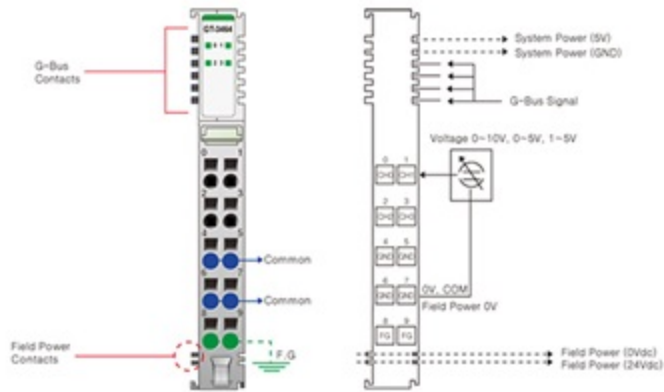 GT-3464
G-Bus
Contacts
0 1
2 3
4 5
Common
6 7
Common
8 9
Field Power
Contacts
F,G
System Power (5V)
System Power (GND)
G-Bus Signal
Voltage 0~10V, 0~5V, 1~5V
0 1
CH0 CH1
2 3
CH2 CH3
4 5
GND GND
6 7
GND GND
0V, COM
Field Power 0V
8 9
FG FG
Field Power (0Vdc)
Field Power (24Vdc)